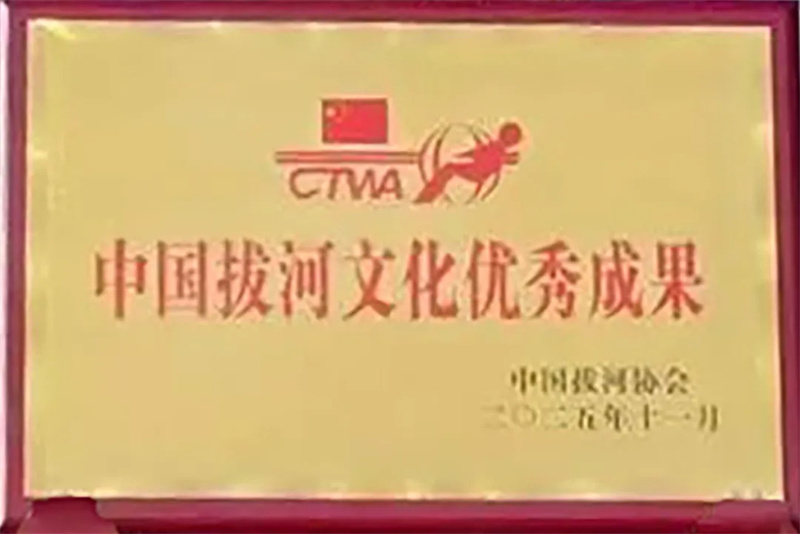 CTWA
中国拔河文化优秀成果
中国拔河协会
二〇二五年十一月